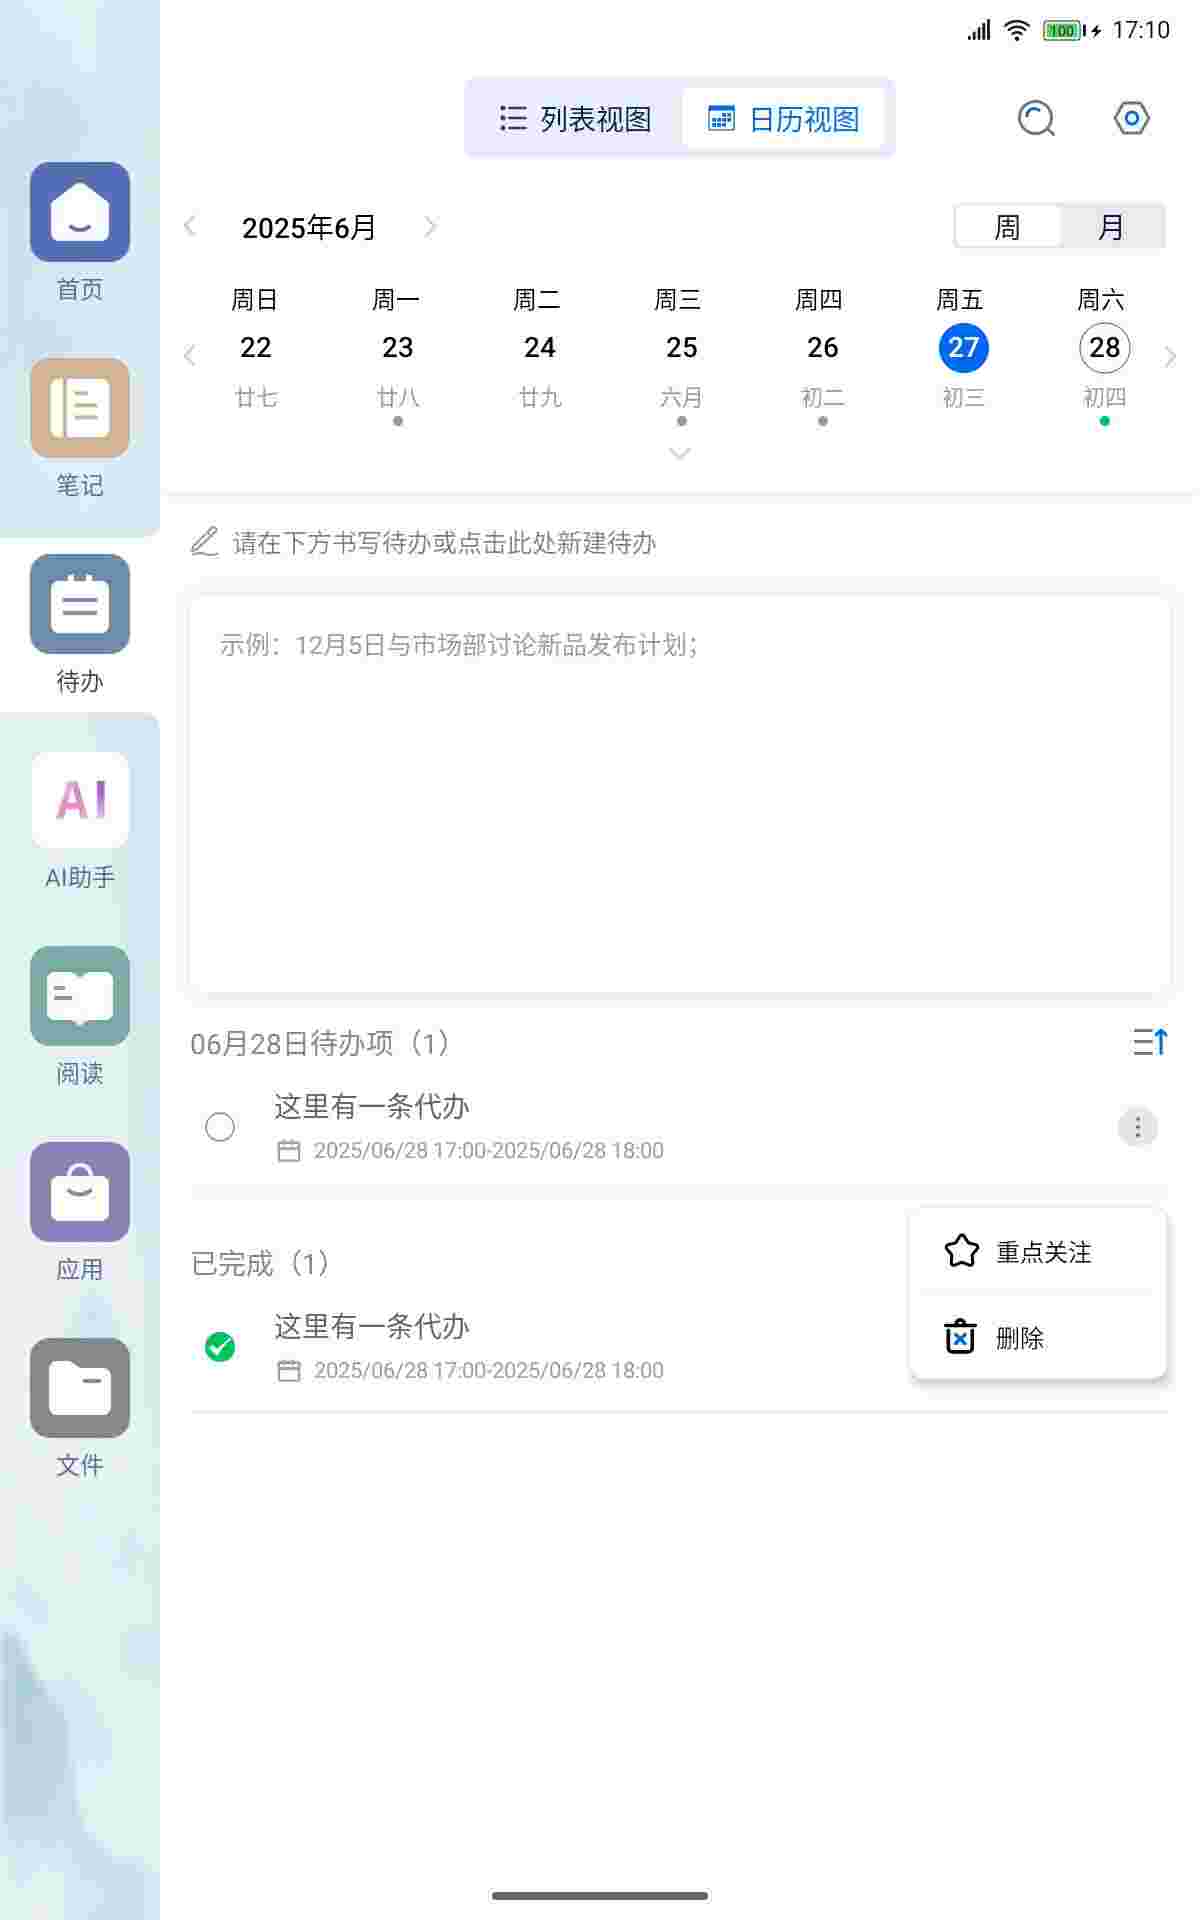 100 17:10
列表视图 日历视图
2025年6月 周 月
周日 周一 周二 周三 周四 周五 周六
22 23 24 25 26 27 28
廿七 廿八 廿九 六月 初二 初三 初四
请在下方书写待办或点击此处新建待办
示例：12月5日与市场部讨论新品发布计划；
06月28日待办项（1）
这里有一条代办
2025/06/28 17:00-2025/06/28 18:00
重点关注
删除
已完成（1）
这里有一条代办
2025/06/28 17:00-2025/06/28 18:00
首页
笔记
待办
AI
AI助手
阅读
应用
文件